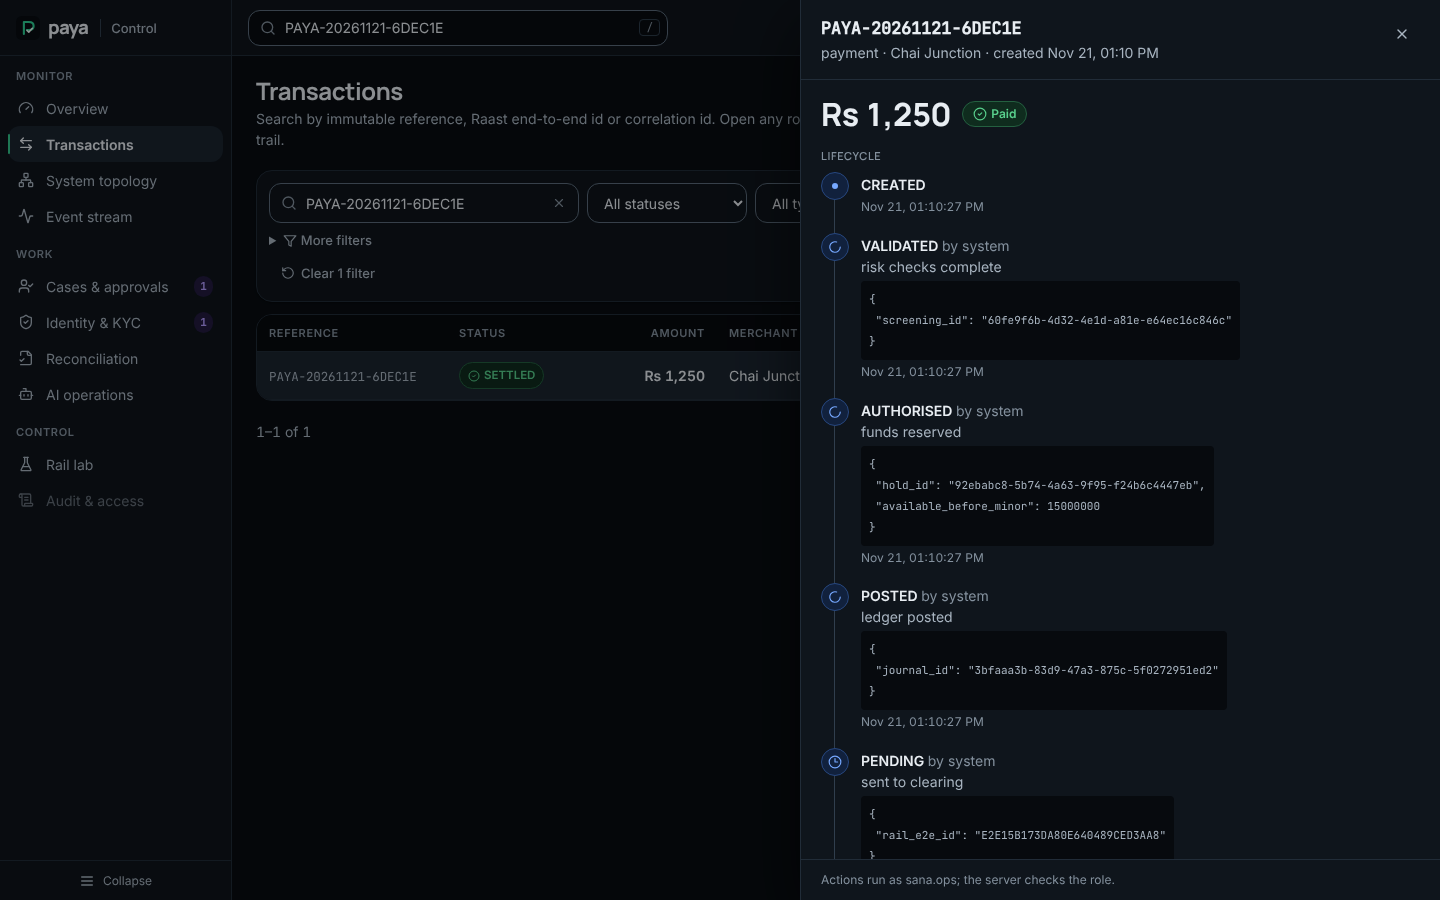 paya
Control
PAYA-20261121-6DEC1E
/
MONITOR
Overview
Transactions
System topology
Event stream
WORK
Cases & approvals
1
Identity & KYC
1
Reconciliation
AI operations
CONTROL
Rail lab
Audit & access
Collapse
Transactions
Search by immutable reference, Raast end-to-end id or correlation id. Open any ro
trail.
PAYA-20261121-6DEC1E
All statuses
All ty
More filters
Clear 1 filter
REFERENCE
STATUS
AMOUNT
MERCHANT
PAYA-20261121-6DEC1E
SETTLED
Rs 1,250
Chai Junct
1–1 of 1
PAYA-20261121-6DEC1E
payment · Chai Junction · created Nov 21, 01:10 PM
Rs 1,250
Paid
LIFECYCLE
CREATED
Nov 21, 01:10:27 PM
VALIDATED by system
risk checks complete
{
"screening_id": "60fe9f6b-4d32-4e1d-a81e-e64ec16c846c"
}
Nov 21, 01:10:27 PM
AUTHORISED by system
funds reserved
{
"hold_id": "92ebabc8-5b74-4a63-9f95-f24b6c4447eb",
"available_before_minor": 15000000
}
Nov 21, 01:10:27 PM
POSTED by system
ledger posted
{
"journal_id": "3bfaaa3b-83d9-47a3-875c-5f0272951ed2"
}
Nov 21, 01:10:27 PM
PENDING by system
sent to clearing
{
"rail_e2e_id": "E2E15B173DA80E640489CED3AA8"
}
Actions run as sana.ops; the server checks the role.